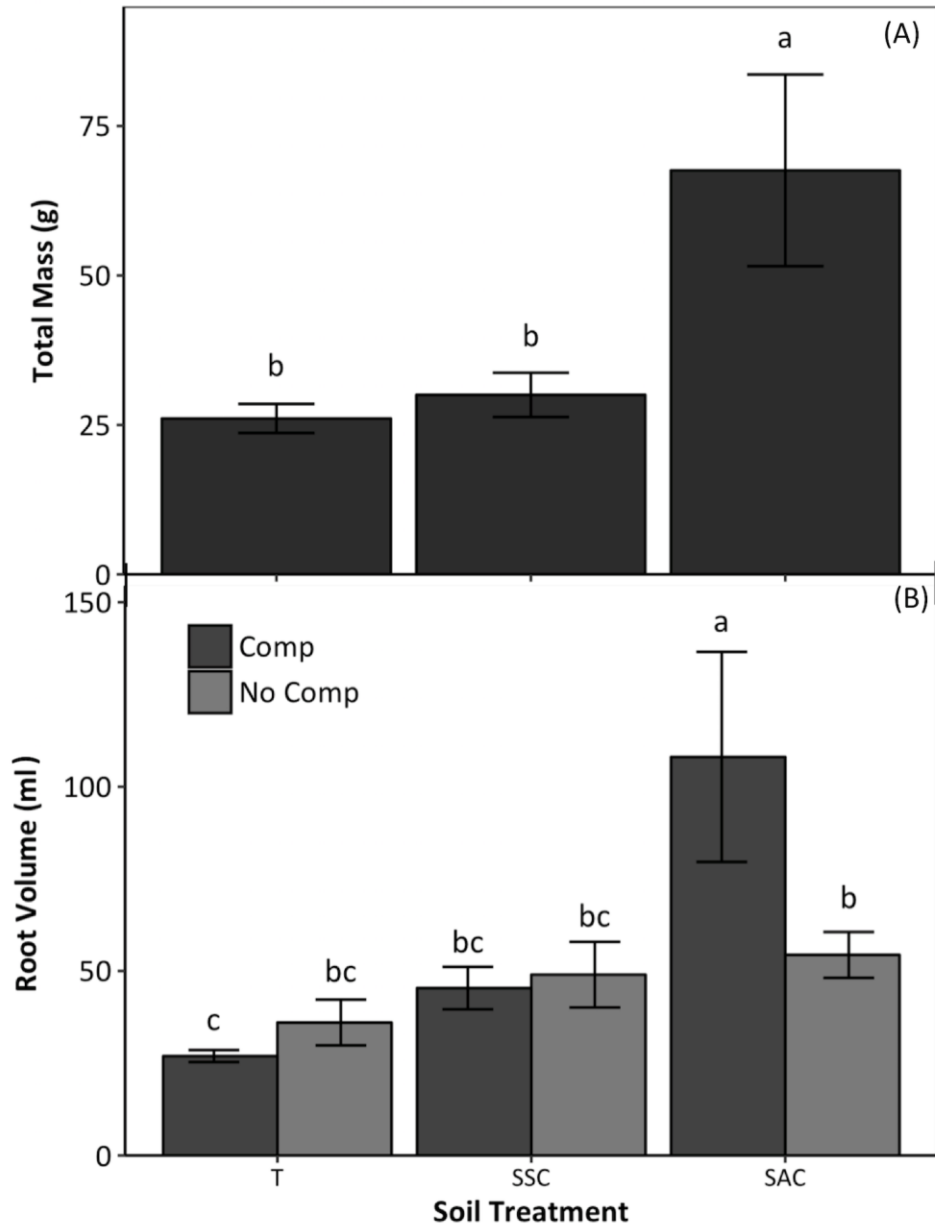 (A)
a
75
Total Mass (g)
50
b
b
25
0
(B)
150
a
Comp
No Comp
Root Volume (ml)
100
b
bc
bc
50
bc
c
0
T
SSC
SAC
Soil Treatment